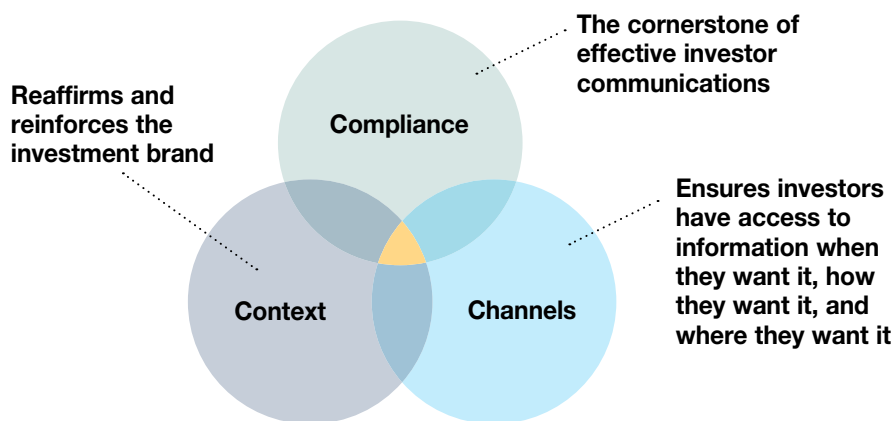 The cornerstone of
effective investor
communications
Reaffirms and
reinforces the
investment brand
Compliance
Ensures investors
have access to
information when
they want it, how
they want it, and
where they want it
Context
Channels